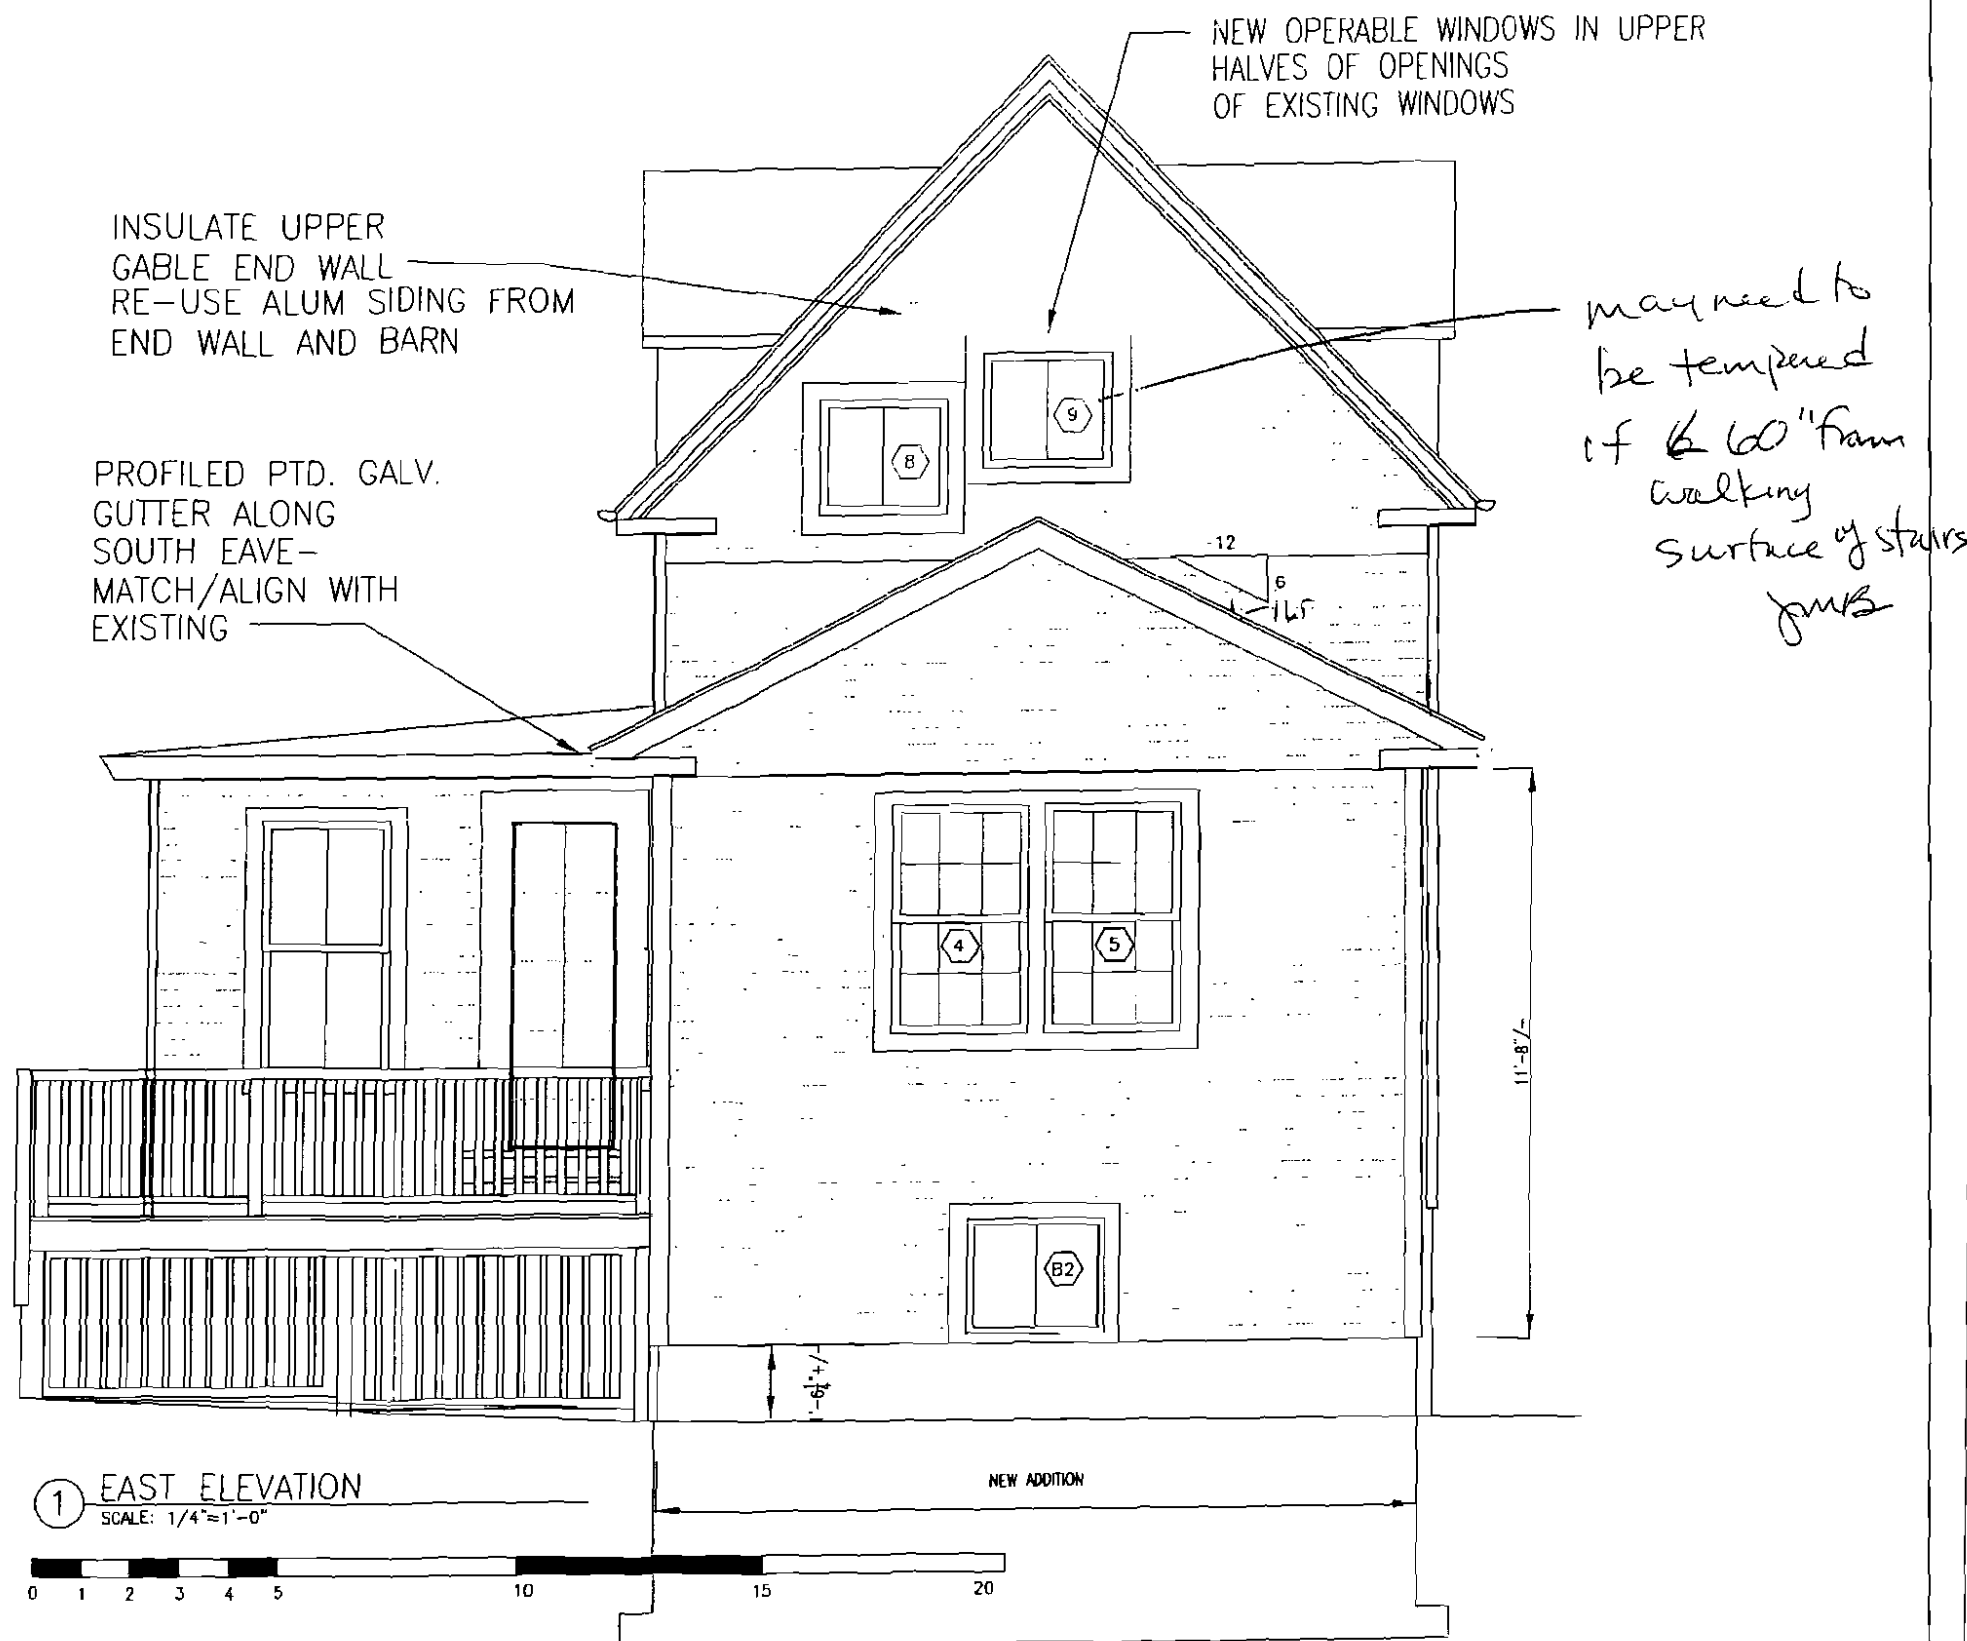 NEW OPERABLE WINDOWS IN UPPER
HALVES OF OPENINGS
OF EXISTING WINDOWS
INSULATE UPPER
GABLE END WALL
RE-USE ALUM SIDING FROM
END WALL AND BARN
may need to
be tempered
if 60" from
walking
surface of stairs
JMB
9
8
PROFILED PTD. GALV.
GUTTER ALONG
SOUTH EAVE-
MATCH/ALIGN WITH
EXISTING
12
6
4
5
11'-8"/-
B2
1'-6¼"+/-
1
EAST ELEVATION
SCALE: 1/4"=1'-0"
NEW ADDITION
0 1 2 3 4 5 10 15 20